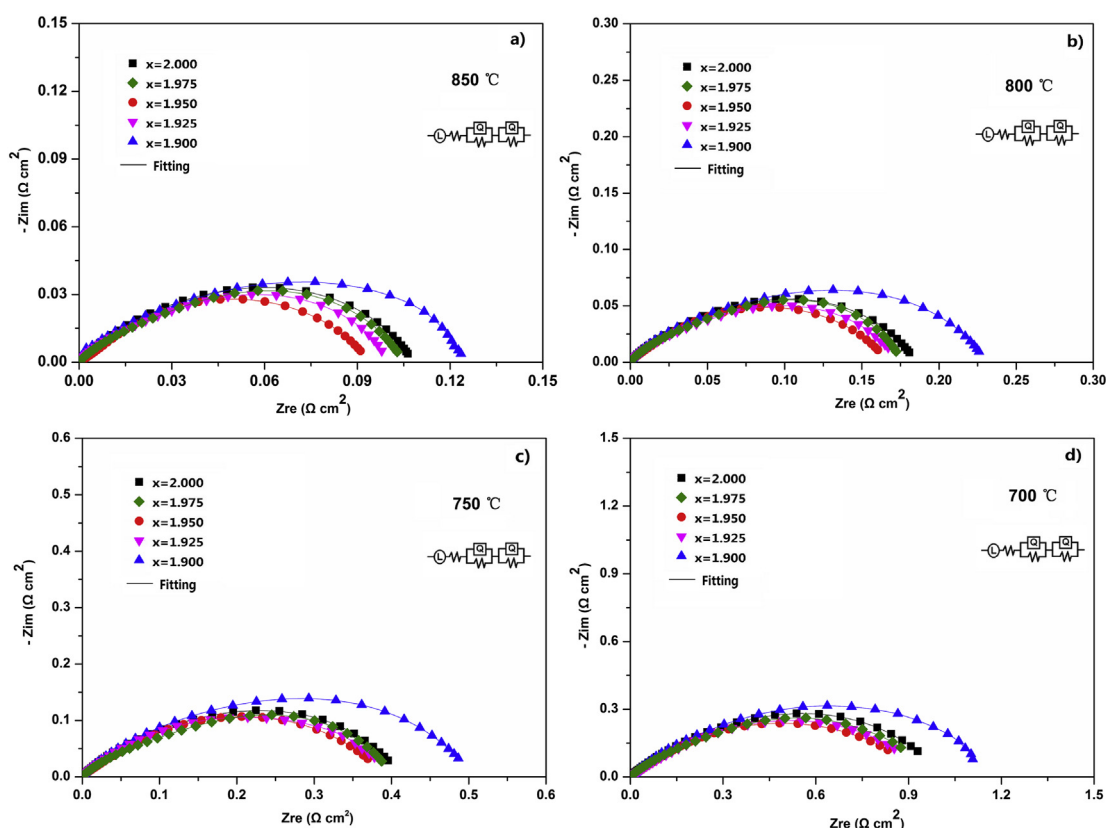 a)
850 ℃
x=2.000
x=1.975
x=1.950
x=1.925
x=1.900
Fitting
L
Q
Q
- Zim (Ω cm²)
0.15
0.12
0.09
0.06
0.03
0.00
0.00 0.03 0.06 0.09 0.12 0.15
Zre (Ω cm²)
b)
800 ℃
x=2.000
x=1.975
x=1.950
x=1.925
x=1.900
Fitting
L
Q
Q
- Zim (Ω cm²)
0.30
0.25
0.20
0.15
0.10
0.05
0.00
0.00 0.05 0.10 0.15 0.20 0.25 0.30
Zre (Ω cm²)
c)
750 ℃
x=2.000
x=1.975
x=1.950
x=1.925
x=1.900
Fitting
L
Q
Q
- Zim (Ω cm²)
0.6
0.5
0.4
0.3
0.2
0.1
0.0
0.0 0.1 0.2 0.3 0.4 0.5 0.6
Zre (Ω cm²)
d)
700 ℃
x=2.000
x=1.975
x=1.950
x=1.925
x=1.900
Fitting
L
Q
Q
- Zim (Ω cm²)
1.5
1.2
0.9
0.6
0.3
0.0
0.0 0.3 0.6 0.9 1.2 1.5
Zre (Ω cm²)